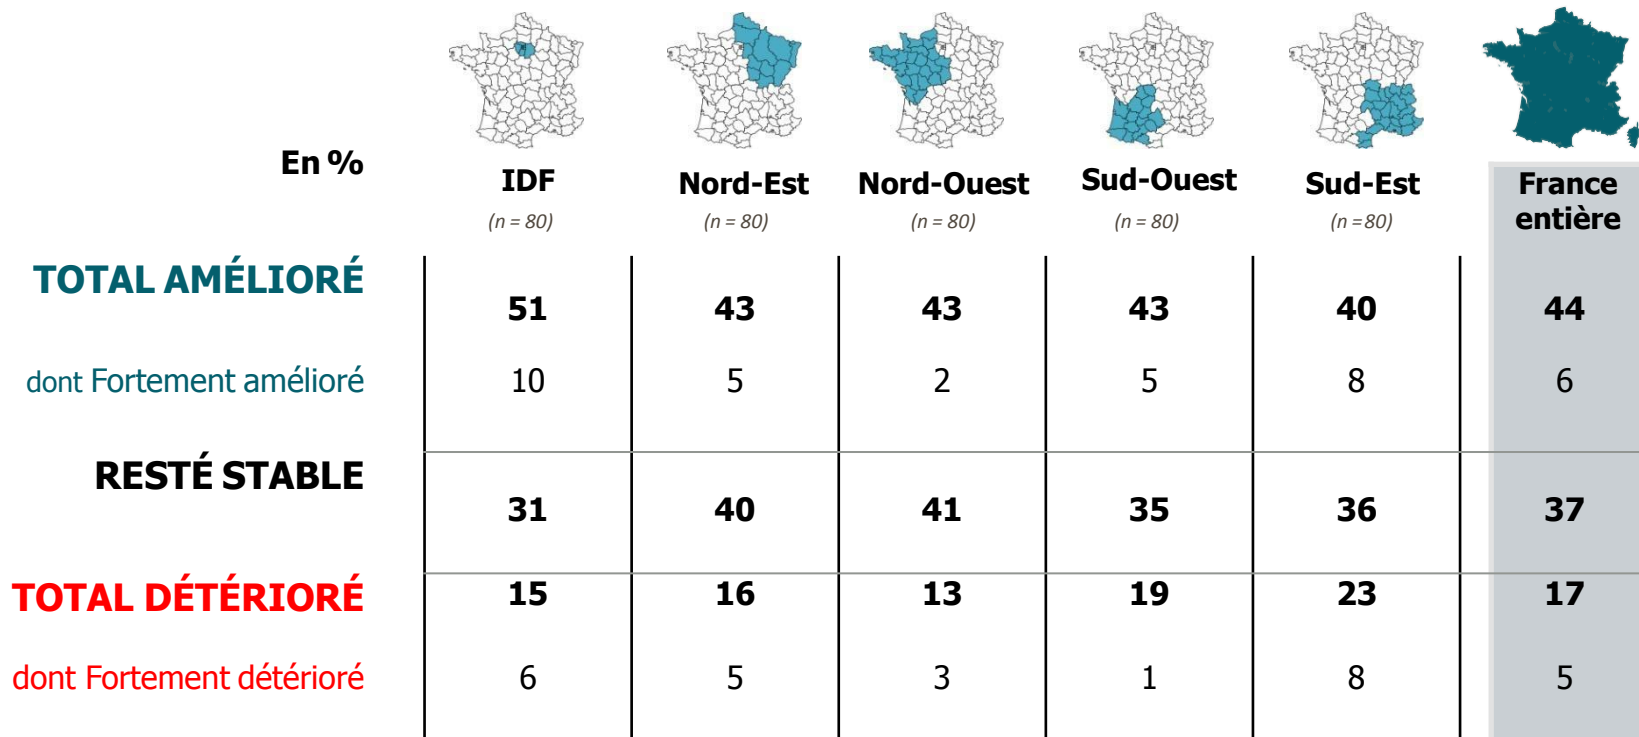 En %
IDF Nord-Est Nord-Ouest Sud-Ouest Sud-Est France entière
(n = 80) (n = 80) (n = 80) (n = 80) (n =80)
TOTAL AMÉLIORÉ 51 43 43 43 40 44
dont Fortement amélioré 10 5 2 5 8 6
RESTÉ STABLE 31 40 41 35 36 37
TOTAL DÉTÉRIORÉ 15 16 13 19 23 17
dont Fortement détérioré 6 5 3 1 8 5